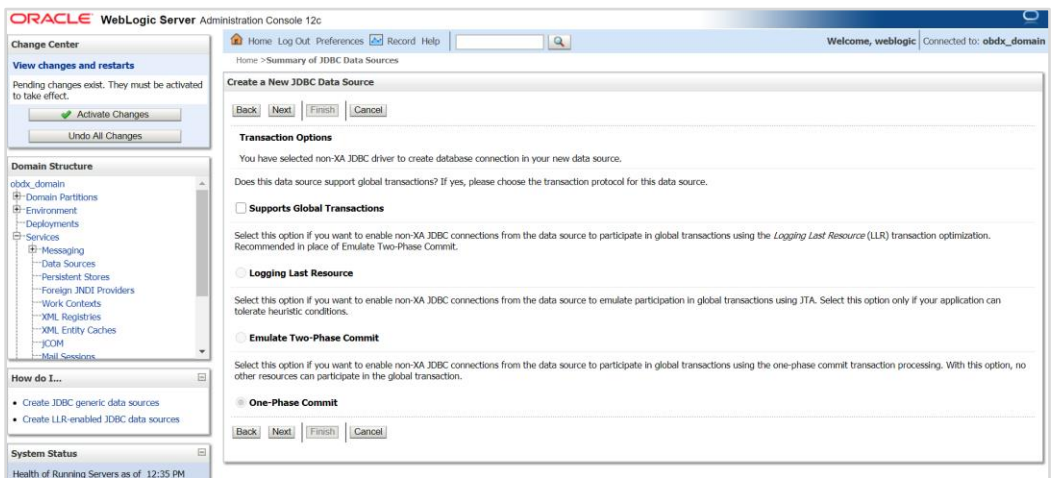 ORACLE WebLogic Server Administration Console 12c
Change Center
View changes and restarts
Pending changes exist. They must be activated
to take effect.
Activate Changes
Undo All Changes
Domain Structure
obdx_domain
Domain Partitions
Environment
Deployments
Services
Messaging
Data Sources
Persistent Stores
Foreign JNDI Providers
Work Contexts
XML Registries
XML Entity Caches
jCOM
Mail Sessions
How do I...
Create JDBC generic data sources
Create LLR-enabled JDBC data sources
System Status
Health of Running Servers as of 12:35 PM
Home Log Out Preferences Record Help
Welcome, weblogic Connected to: obdx_domain
Home >Summary of JDBC Data Sources
Create a New JDBC Data Source
Back Next Finish Cancel
Transaction Options
You have selected non-XA JDBC driver to create database connection in your new data source.
Does this data source support global transactions? If yes, please choose the transaction protocol for this data source.
Supports Global Transactions
Select this option if you want to enable non-XA JDBC connections from the data source to participate in global transactions using the Logging Last Resource (LLR) transaction optimization.
Recommended in place of Emulate Two-Phase Commit.
Logging Last Resource
Select this option if you want to enable non-XA JDBC connections from the data source to emulate participation in global transactions using JTA. Select this option only if your application can
tolerate heuristic conditions.
Emulate Two-Phase Commit
Select this option if you want to enable non-XA JDBC connections from the data source to participate in global transactions using the one-phase commit transaction processing. With this option, no
other resources can participate in the global transaction.
One-Phase Commit
Back Next Finish Cancel